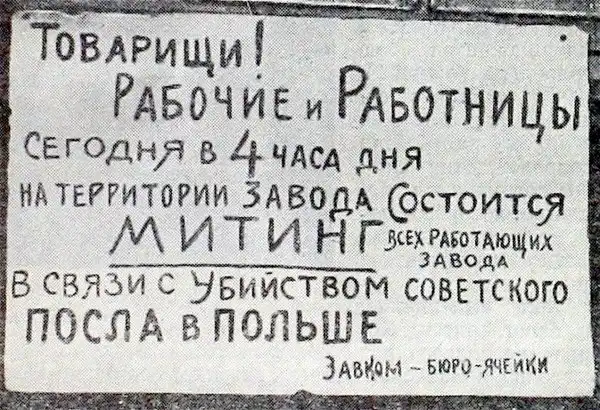 Товарищи!
Рабочие и Работницы
сегодня в 4 часа дня
на территории завода состоится
МИТИНГ всех работающих
завода
в связи с убийством советского
посла в Польше
Завком – бюро-ячейки